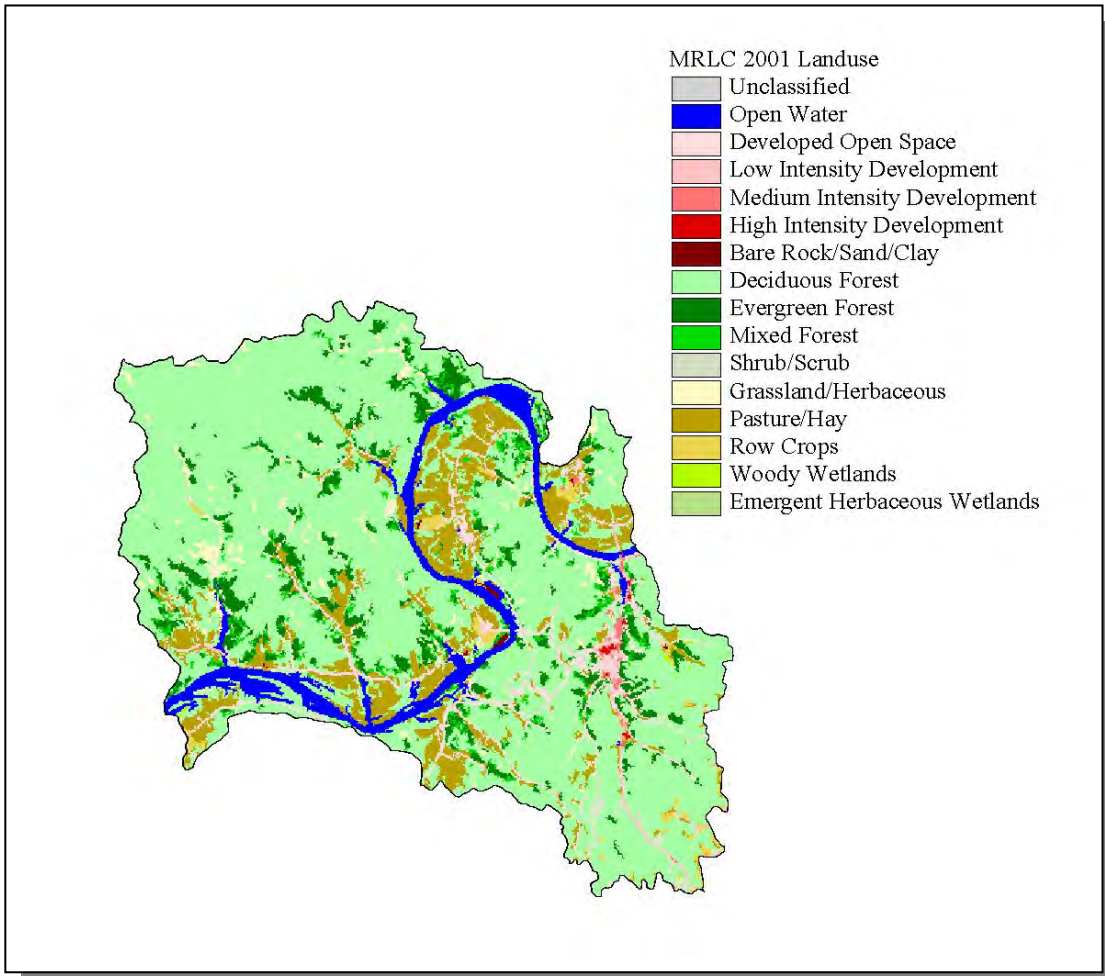 MRLC 2001 Landuse
Unclassified
Open Water
Developed Open Space
Low Intensity Development
Medium Intensity Development
High Intensity Development
Bare Rock/Sand/Clay
Deciduous Forest
Evergreen Forest
Mixed Forest
Shrub/Scrub
Grassland/Herbaceous
Pasture/Hay
Row Crops
Woody Wetlands
Emergent Herbaceous Wetlands